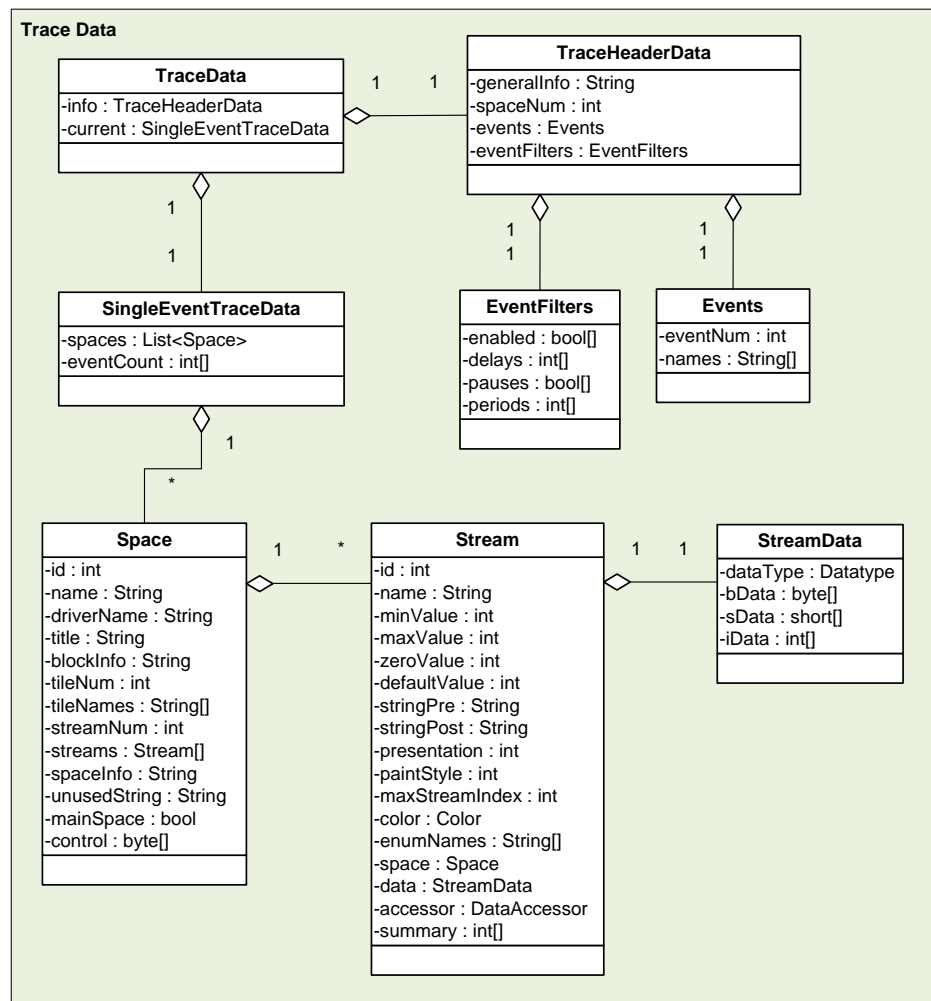 Trace Data
TraceData
-info : TraceHeaderData
-current : SingleEventTraceData
1
1
TraceHeaderData
-generalInfo : String
-spaceNum : int
-events : Events
-eventFilters : EventFilters
1
1
1
1
1
1
SingleEventTraceData
-spaces : List<Space>
-eventCount : int[]
EventFilters
-enabled : bool[]
-delays : int[]
-pauses : bool[]
-periods : int[]
Events
-eventNum : int
-names : String[]
1
*
Space
-id : int
-name : String
-driverName : String
-title : String
-blockInfo : String
-tileNum : int
-tileNames : String[]
-streamNum : int
-streams : Stream[]
-spaceInfo : String
-unusedString : String
-mainSpace : bool
-control : byte[]
1
*
Stream
-id : int
-name : String
-minValue : int
-maxValue : int
-zeroValue : int
-defaultValue : int
-stringPre : String
-stringPost : String
-presentation : int
-paintStyle : int
-maxStreamIndex : int
-color : Color
-enumNames : String[]
-space : Space
-data : StreamData
-accessor : DataAccessor
-summary : int[]
1
1
StreamData
-dataType : Datatype
-bData : byte[]
-sData : short[]
-iData : int[]